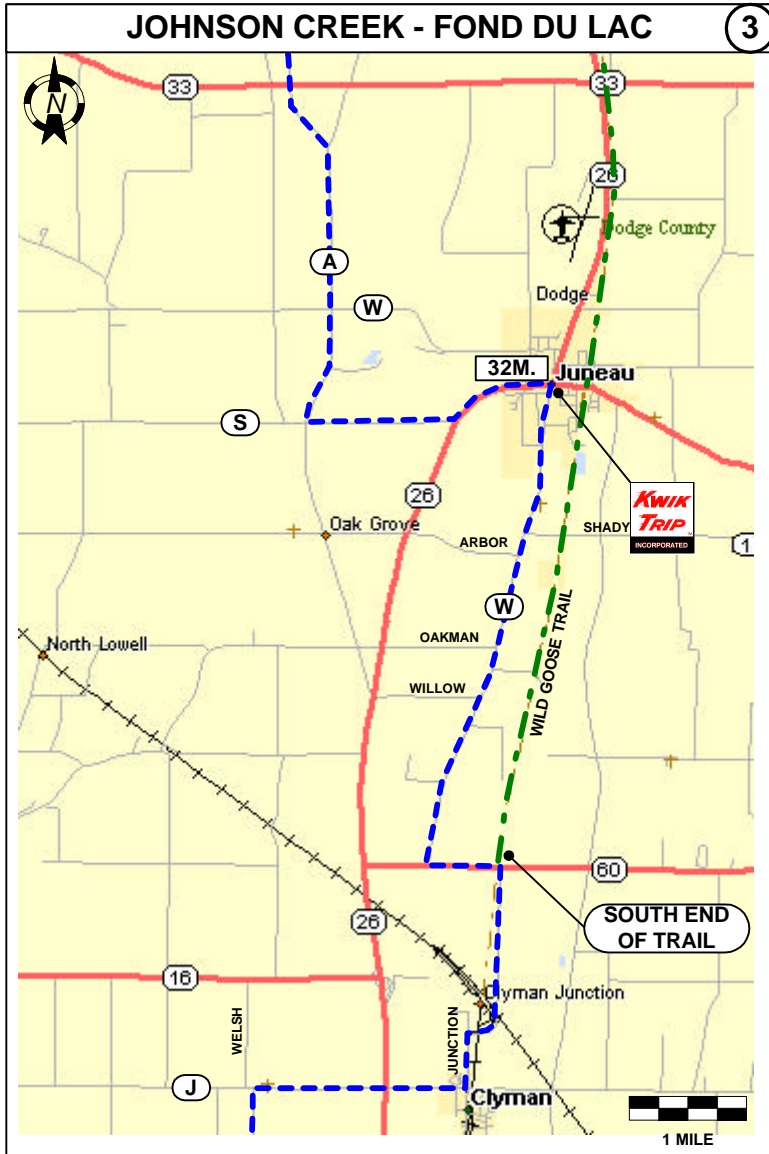 JOHNSON CREEK - FOND DU LAC
3
N
33
33
26
Dodge County
A
W
Dodge
32M.
Juneau
S
26
KWIK
TRIP
INCORPORATED
Oak Grove
ARBOR
SHADY
1
W
North Lowell
OAKMAN
WILLOW
WILD GOOSE TRAIL
60
26
SOUTH END
OF TRAIL
16
Clyman Junction
WELSH
JUNCTION
J
Clyman
1 MILE